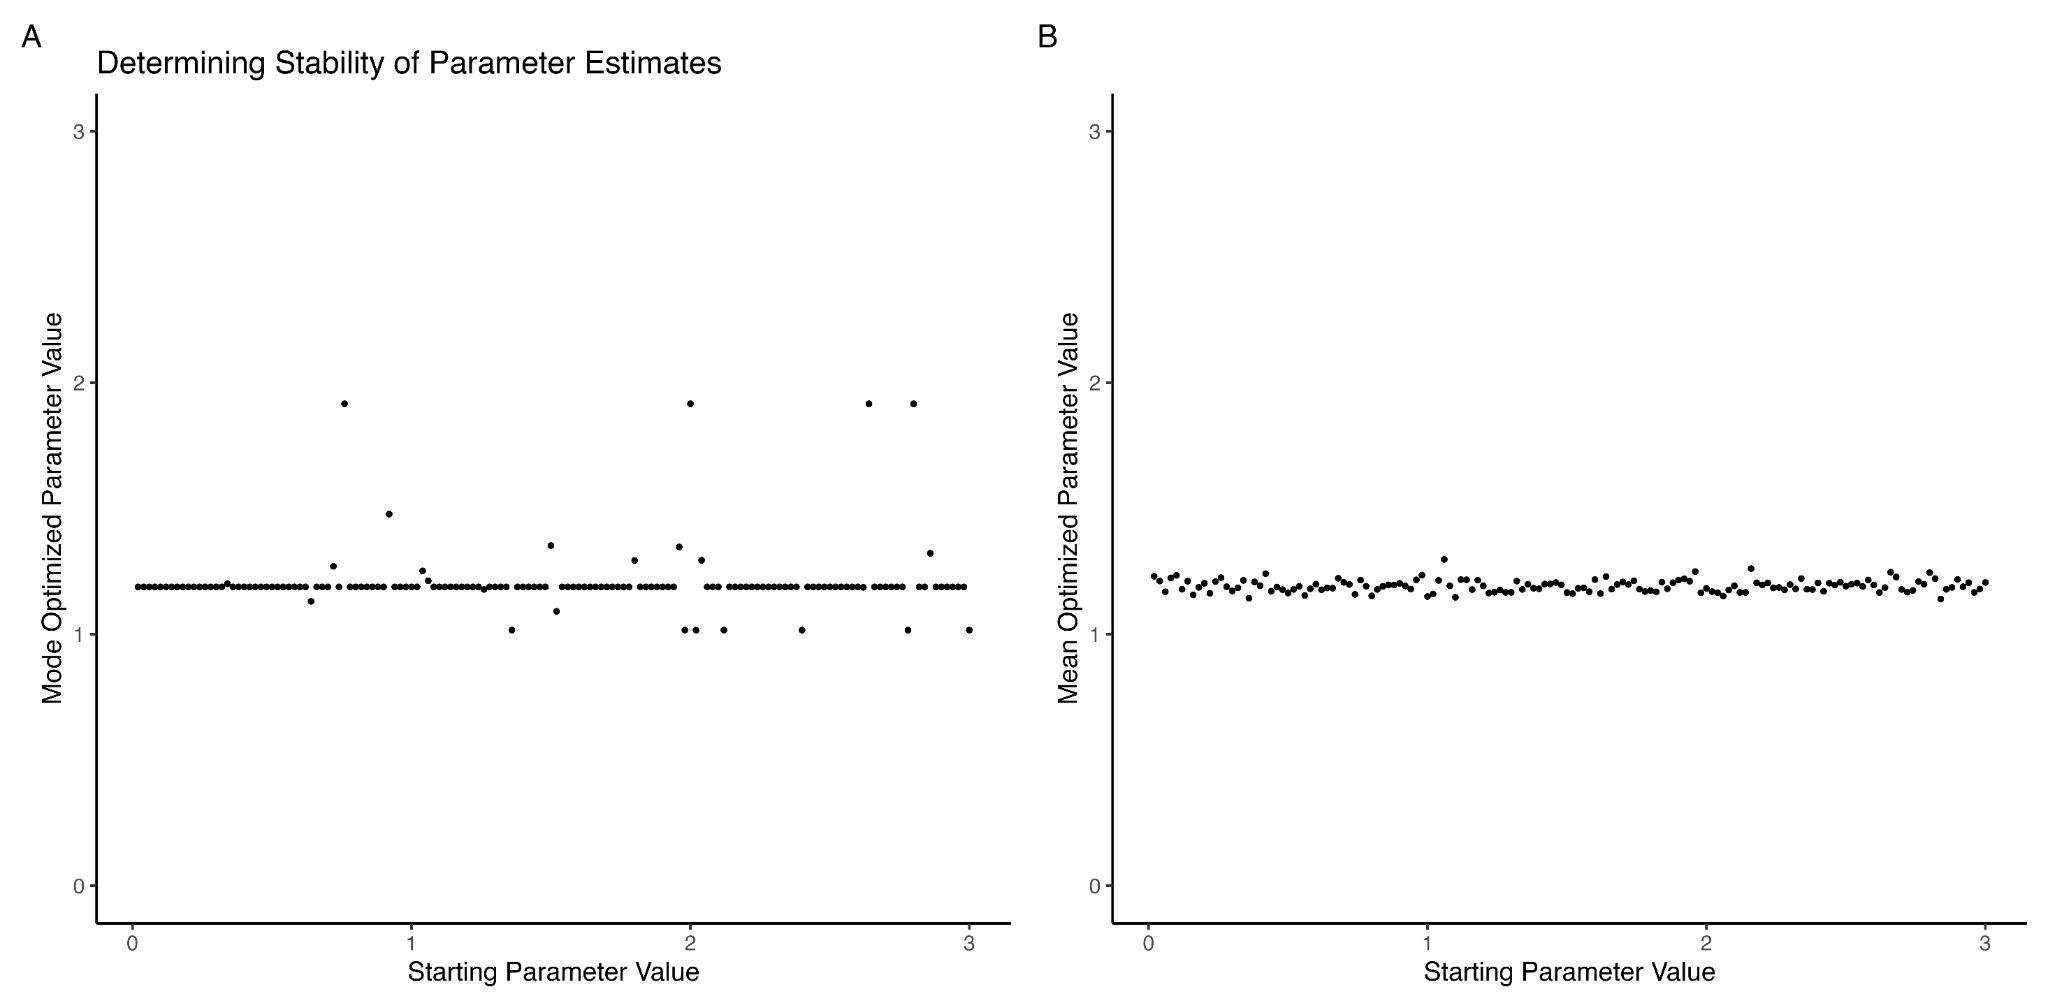 A
Determining Stability of Parameter Estimates
3
2
1
0
Mode Optimized Parameter Value
0 1 2 3
Starting Parameter Value
B
3
2
1
0
Mean Optimized Parameter Value
0 1 2 3
Starting Parameter Value